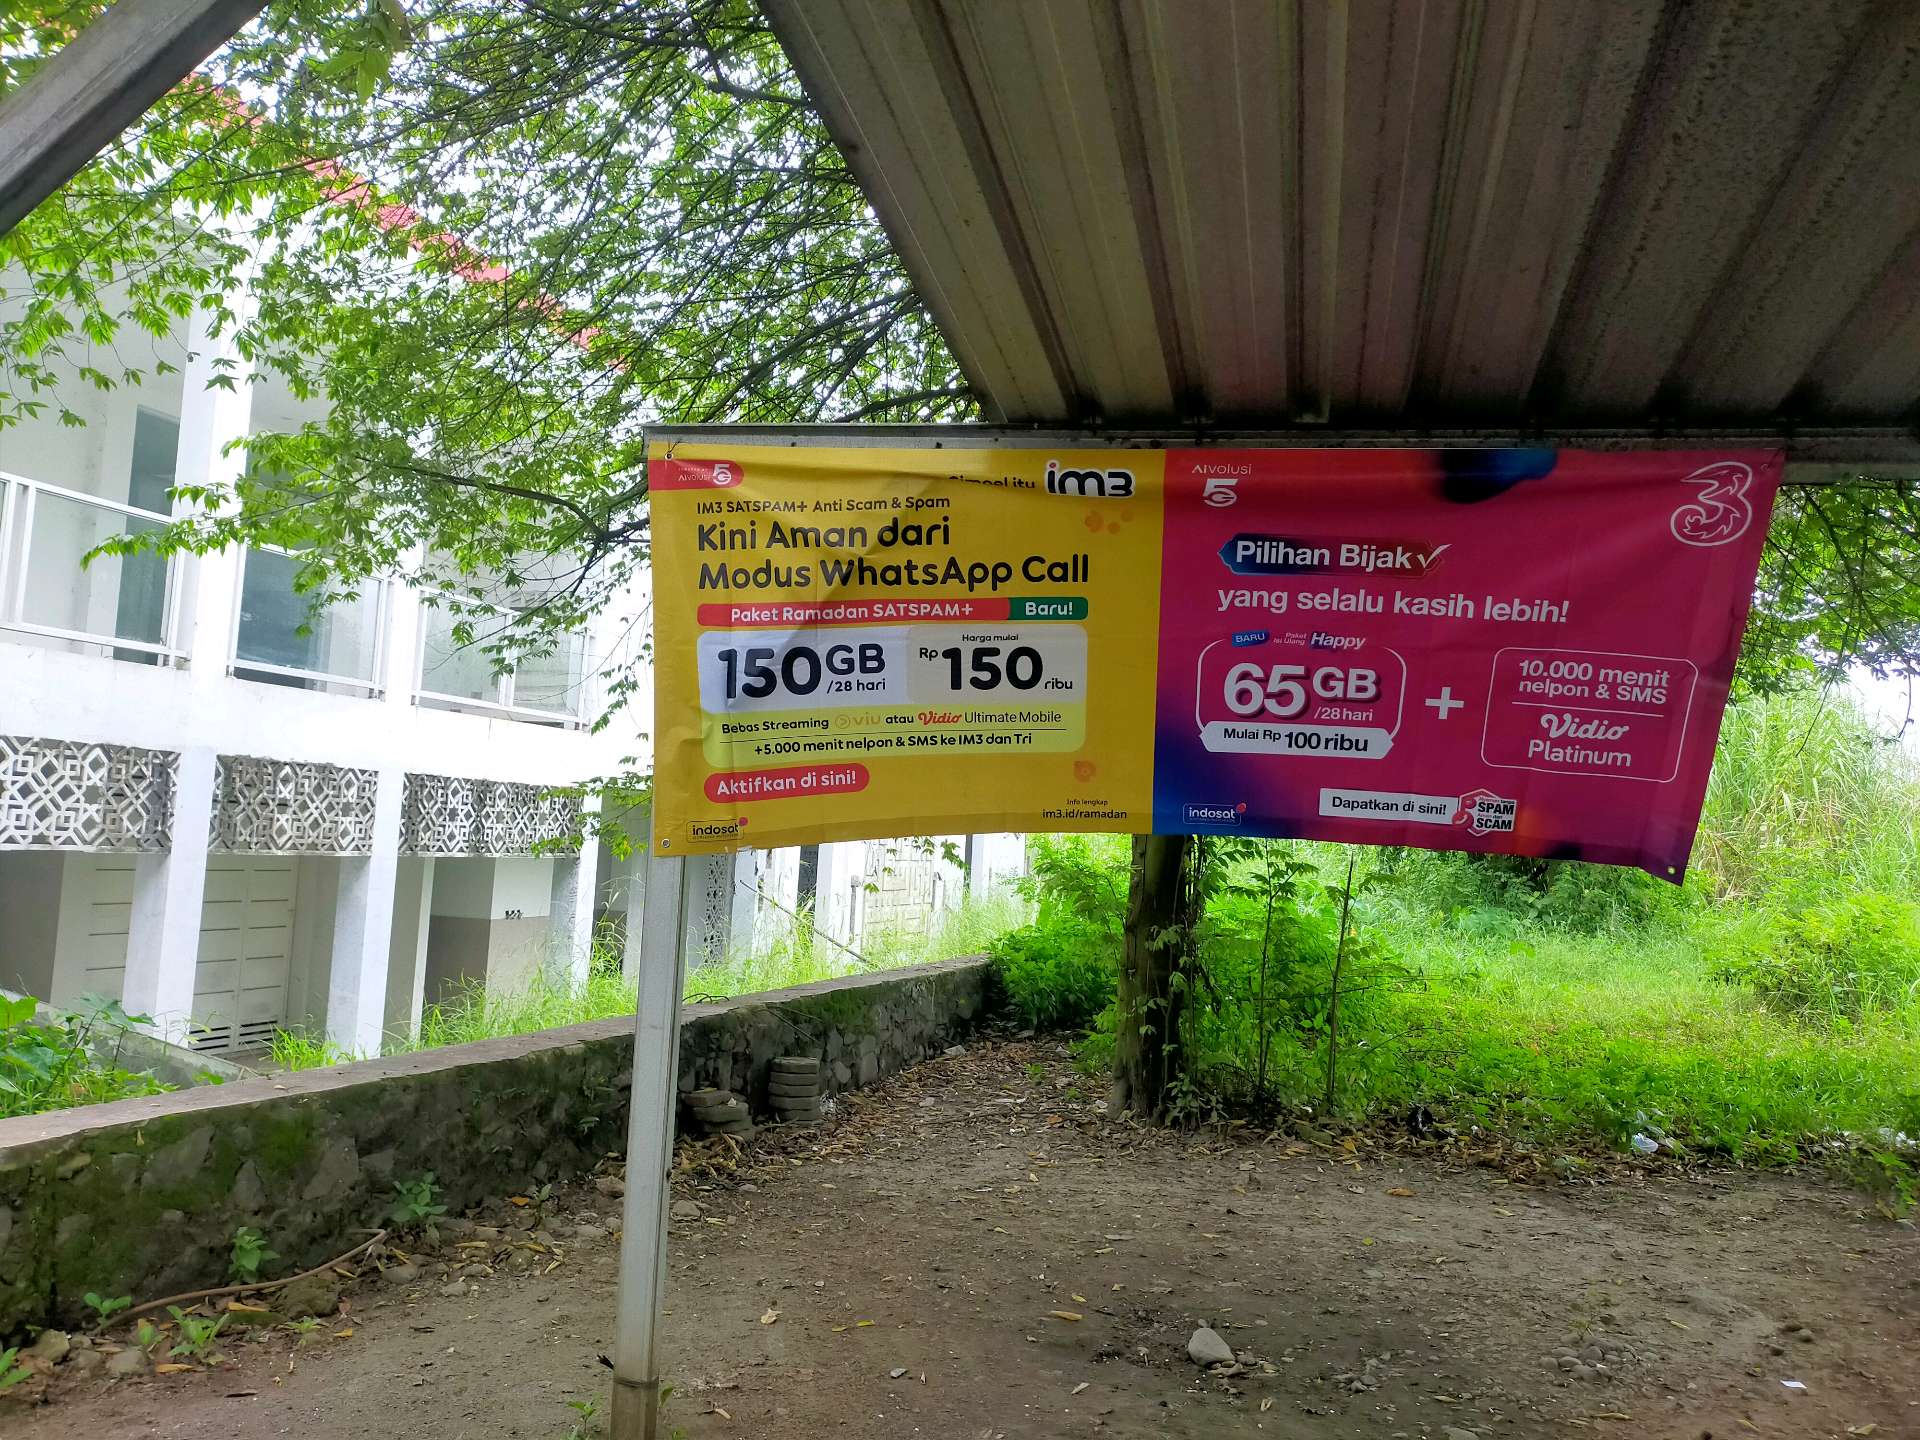 AIvolusi 5G
Simpel itu im3
IM3 SATSPAM+ Anti Scam & Spam
Kini Aman dari
Modus WhatsApp Call
Paket Ramadan SATSPAM+ Baru!
150GB /28 hari
Harga mulai
Rp 150 ribu
Bebas Streaming viu atau Vidio Ultimate Mobile
+5.000 menit nelpon & SMS ke IM3 dan Tri
Aktifkan di sini!
Info lengkap
im3.id/ramadan
indosat
AIvolusi
5G
3
Pilihan Bijak
yang selalu kasih lebih!
BARU Paket Isi Ulang Happy
65GB /28 hari
Mulai Rp 100 ribu
+
10.000 menit
nelpon & SMS
Vidio
Platinum
Dapatkan di sini!
SPAM
SCAM
indosat